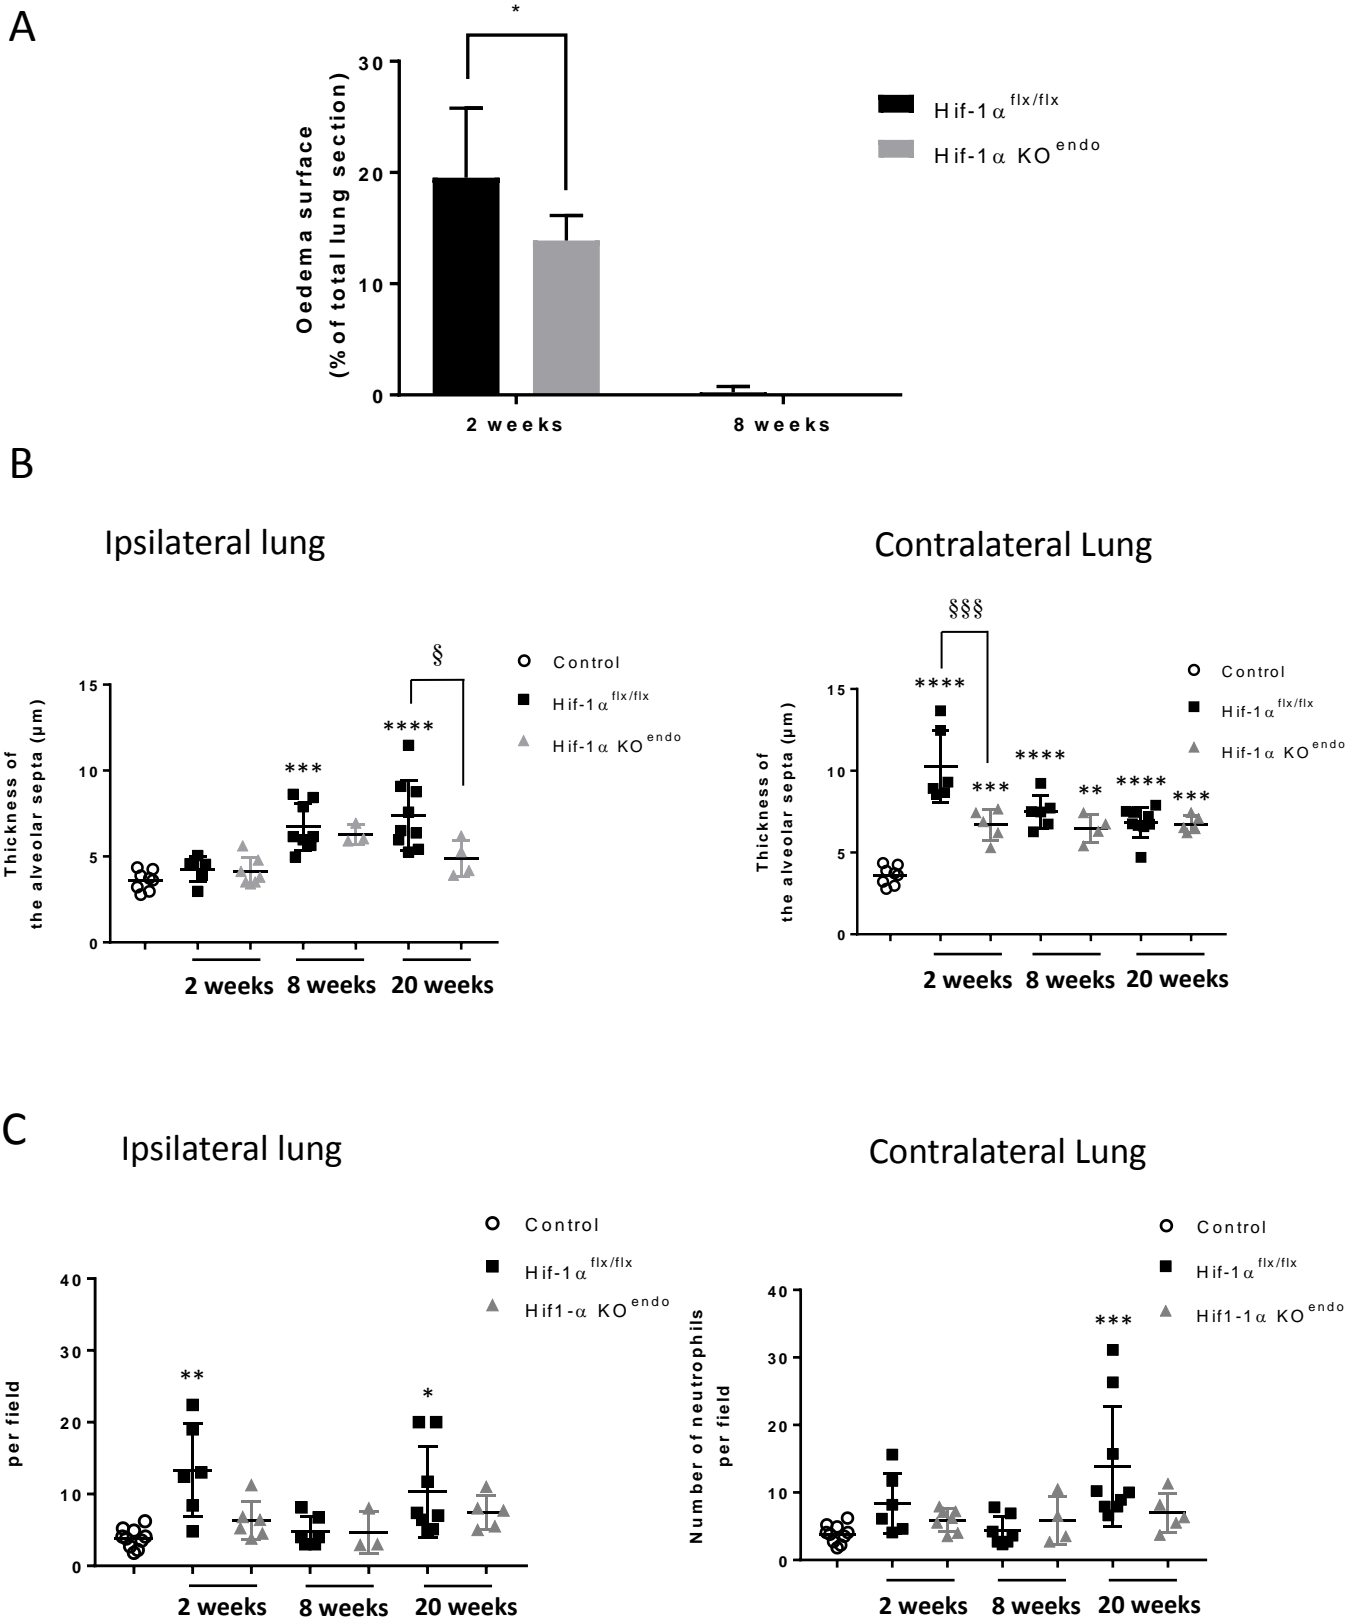 A
*
30
20
10
0
Oedema surface
(% of total lung section)
2 weeks
8 weeks
Hif-1α flx/flx
Hif-1α KO endo
B
Ipsilateral lung
§
****
***
15
10
5
0
Thickness of
the alveolar septa (µm)
Control
Hif-1α flx/flx
Hif-1α KO endo
2 weeks
8 weeks
20 weeks
Contralateral Lung
§§§
****
***
****
**
****
***
15
10
5
0
Thickness of
the alveolar septa (µm)
Control
Hif-1α flx/flx
Hif-1α KO endo
2 weeks
8 weeks
20 weeks
C
Ipsilateral lung
Control
Hif-1α flx/flx
Hif1-α KO endo
40
30
20
10
0
per field
**
*
2 weeks
8 weeks
20 weeks
Contralateral Lung
Control
Hif-1α flx/flx
Hif1-1α KO endo
40
30
20
10
0
Number of neutrophils
per field
***
2 weeks
8 weeks
20 weeks